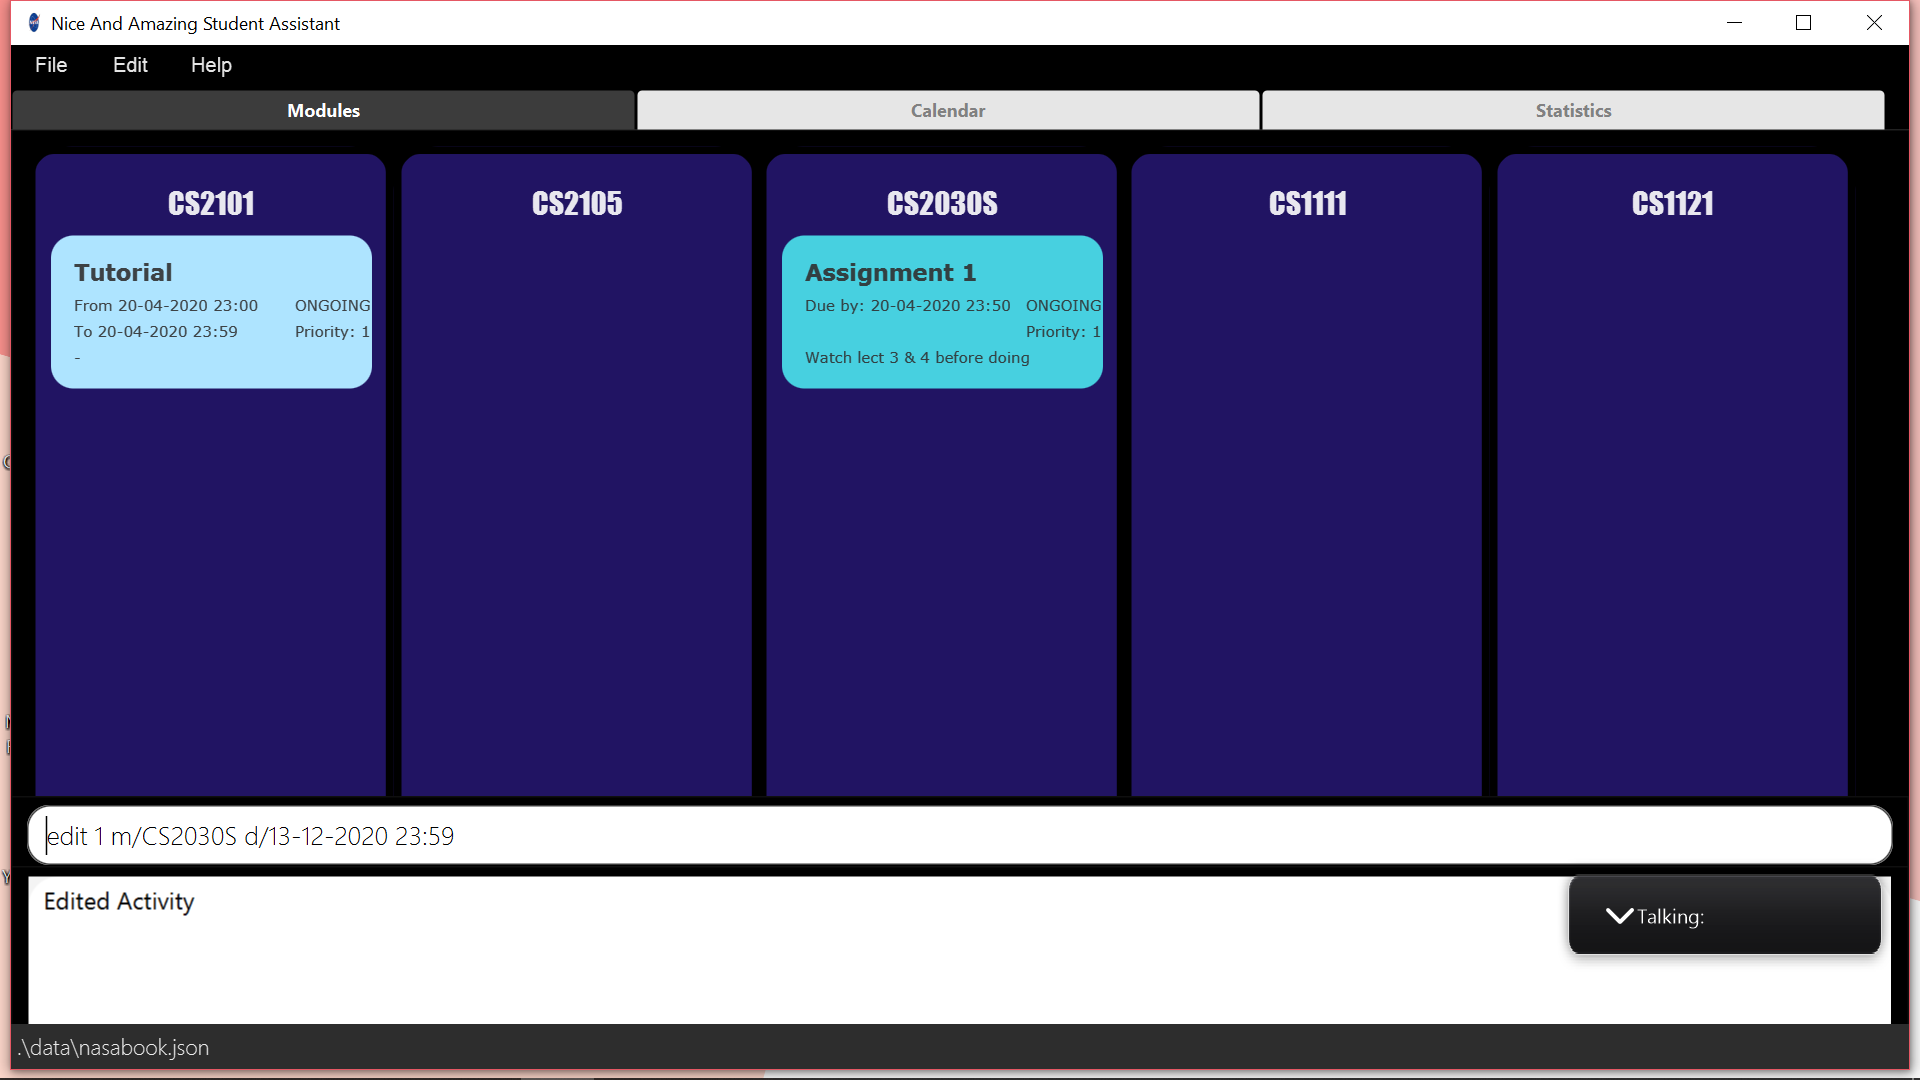 Nice And Amazing Student Assistant
File Edit Help
Modules Calendar Statistics
CS2101
Tutorial
From 20-04-2020 23:00 ONGOING
To 20-04-2020 23:59 Priority: 1
-
CS2105
CS2030S
Assignment 1
Due by: 20-04-2020 23:50 ONGOING
Priority: 1
Watch lect 3 & 4 before doing
CS1111
CS1121
edit 1 m/CS2030S d/13-12-2020 23:59
Edited Activity
Talking:
.\data\nasabook.json